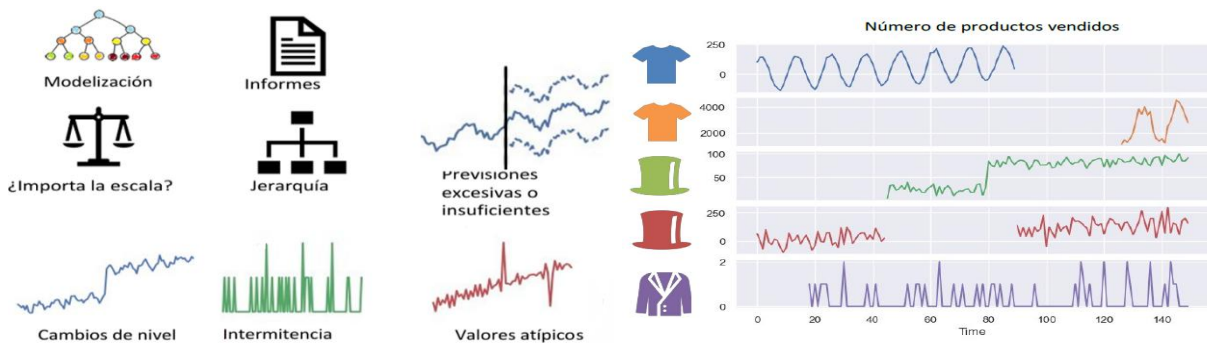 Modelización
Informes
¿Importa la escala?
Jerarquía
Previsiones
excesivas o
insuficientes
Cambios de nivel
Intermitencia
Valores atípicos
Número de productos vendidos
250
0
4000
2000
100
50
250
0
2
0
0
20
40
60
80
100
120
140
Time